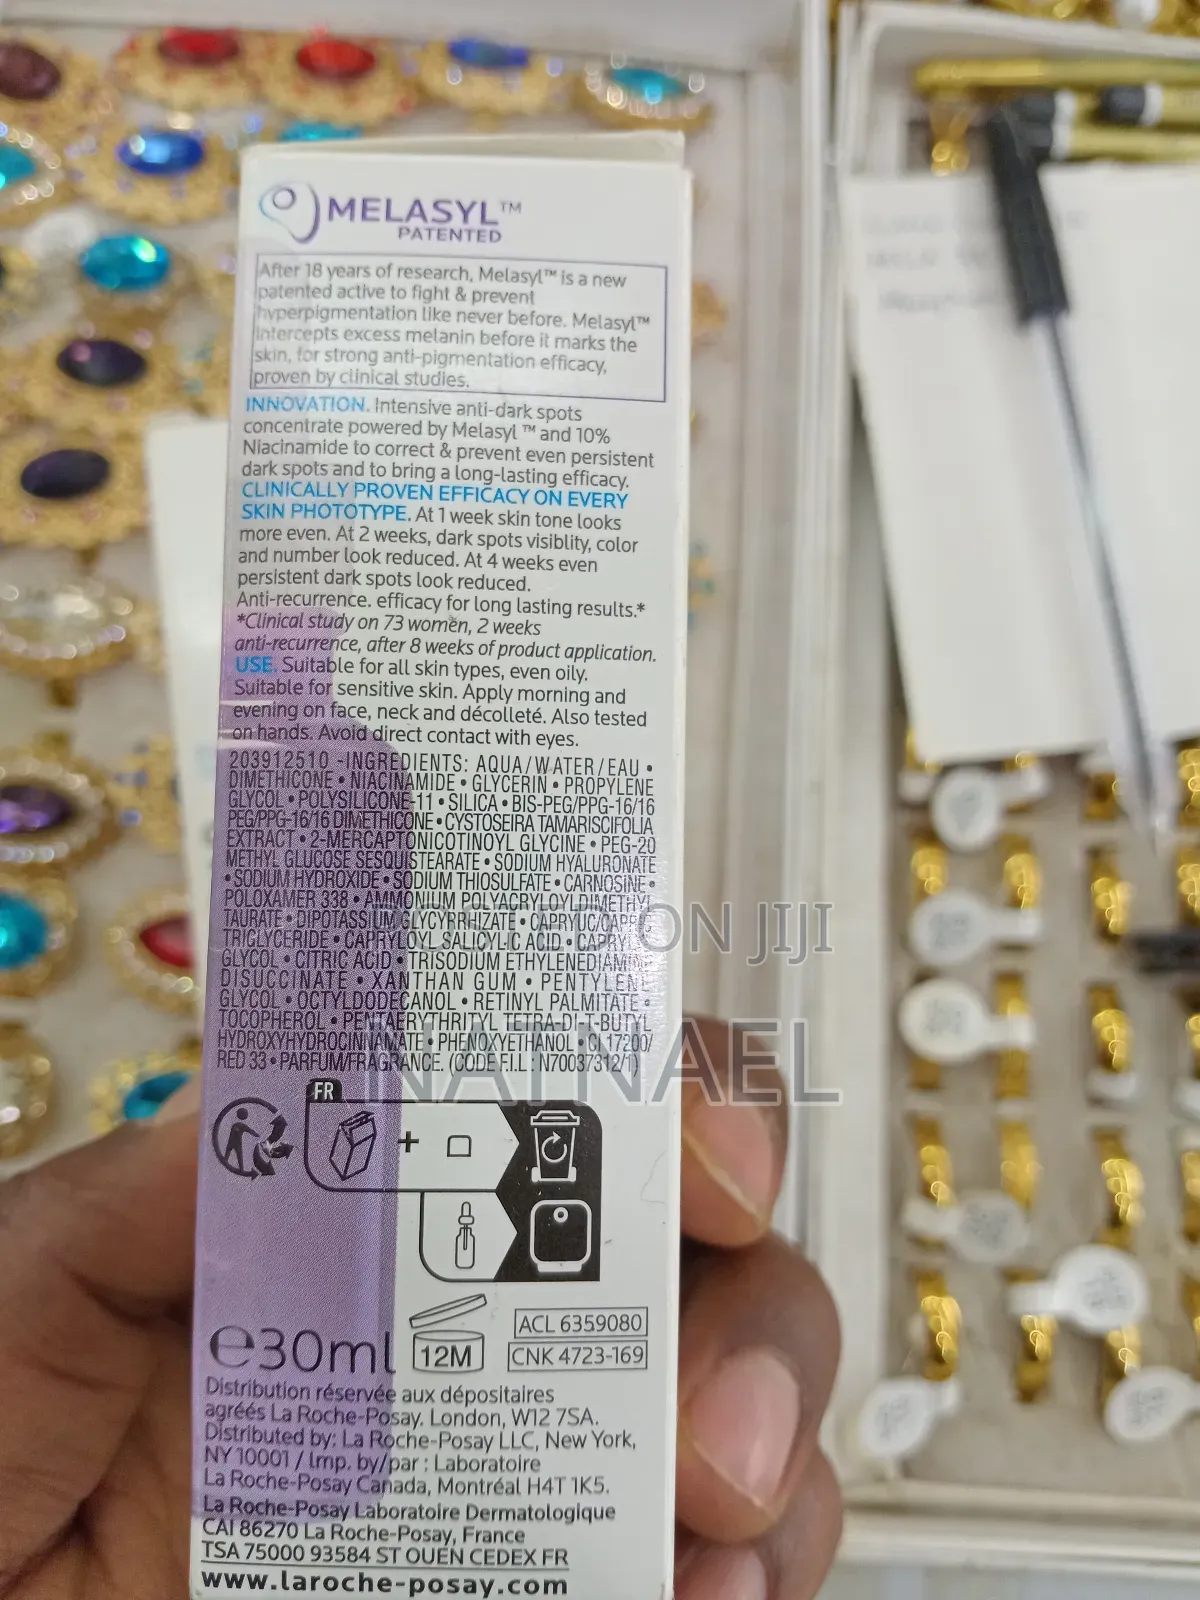 MELASYL™
PATENTED
After 18 years of research, Melasyl™ is a new
patented active to fight & prevent
hyperpigmentation like never before. Melasyl™
intercepts excess melanin before it marks the
skin, for strong anti-pigmentation efficacy,
proven by clinical studies.
INNOVATION. Intensive anti-dark spots
concentrate powered by Melasyl ™ and 10%
Niacinamide to correct & prevent even persistent
dark spots and to bring a long-lasting efficacy.
CLINICALLY PROVEN EFFICACY ON EVERY
SKIN PHOTOTYPE. At 1 week skin tone looks
more even. At 2 weeks, dark spots visiblity, color
and number look reduced. At 4 weeks even
persistent dark spots look reduced.
Anti-recurrence. efficacy for long lasting results.*
*Clinical study on 73 women, 2 weeks
anti-recurrence, after 8 weeks of product application.
USE. Suitable for all skin types, even oily.
Suitable for sensitive skin. Apply morning and
evening on face, neck and décolleté. Also tested
on hands. Avoid direct contact with eyes.
203912510 -INGREDIENTS: AQUA/WATER/EAU •
DIMETHICONE • NIACINAMIDE • GLYCERIN • PROPYLENE
GLYCOL • POLYSILICONE-11 • SILICA • BIS-PEG/PPG-16/16
PEG/PPG-16/16 DIMETHICONE • CYSTOSEIRA TAMARISCIFOLIA
EXTRACT • 2-MERCAPTONICOTINOYL GLYCINE • PEG-20
METHYL GLUCOSE SESQUISTEARATE • SODIUM HYALURONATE
• SODIUM HYDROXIDE • SODIUM THIOSULFATE • CARNOSINE •
POLOXAMER 338 • AMMONIUM POLYACRYLOYLDIMETHYL
TAURATE • DIPOTASSIUM GLYCYRRHIZATE • CAPRYLIC/CAPRIC
TRIGLYCERIDE • CAPRYLOYL SALICYLIC ACID • CAPRYLYL
GLYCOL • CITRIC ACID • TRISODIUM ETHYLENEDIAMINE
DISUCCINATE • XANTHAN GUM • PENTYLENE
GLYCOL • OCTYLDODECANOL • RETINYL PALMITATE •
TOCOPHEROL • PENTAERYTHRITYL TETRA-DI-T-BUTYL
HYDROXYHYDROCINNAMATE • PHENOXYETHANOL • CI 17200/
RED 33 • PARFUM/FRAGRANCE. (CODE F.I.L : N70037312/1)
ON JIJI
NATNAEL
FR
+
℮30ml
12M
ACL 6359080
CNK 4723-169
Distribution réservée aux dépositaires
agréés La Roche-Posay. London, W12 7SA.
Distributed by: La Roche-Posay LLC, New York,
NY 10001 / Imp. by/par : Laboratoire
La Roche-Posay Canada, Montréal H4T 1K5.
La Roche-Posay Laboratoire Dermatologique
CAI 86270 La Roche-Posay, France
TSA 75000 93584 ST OUEN CEDEX FR
www.laroche-posay.com